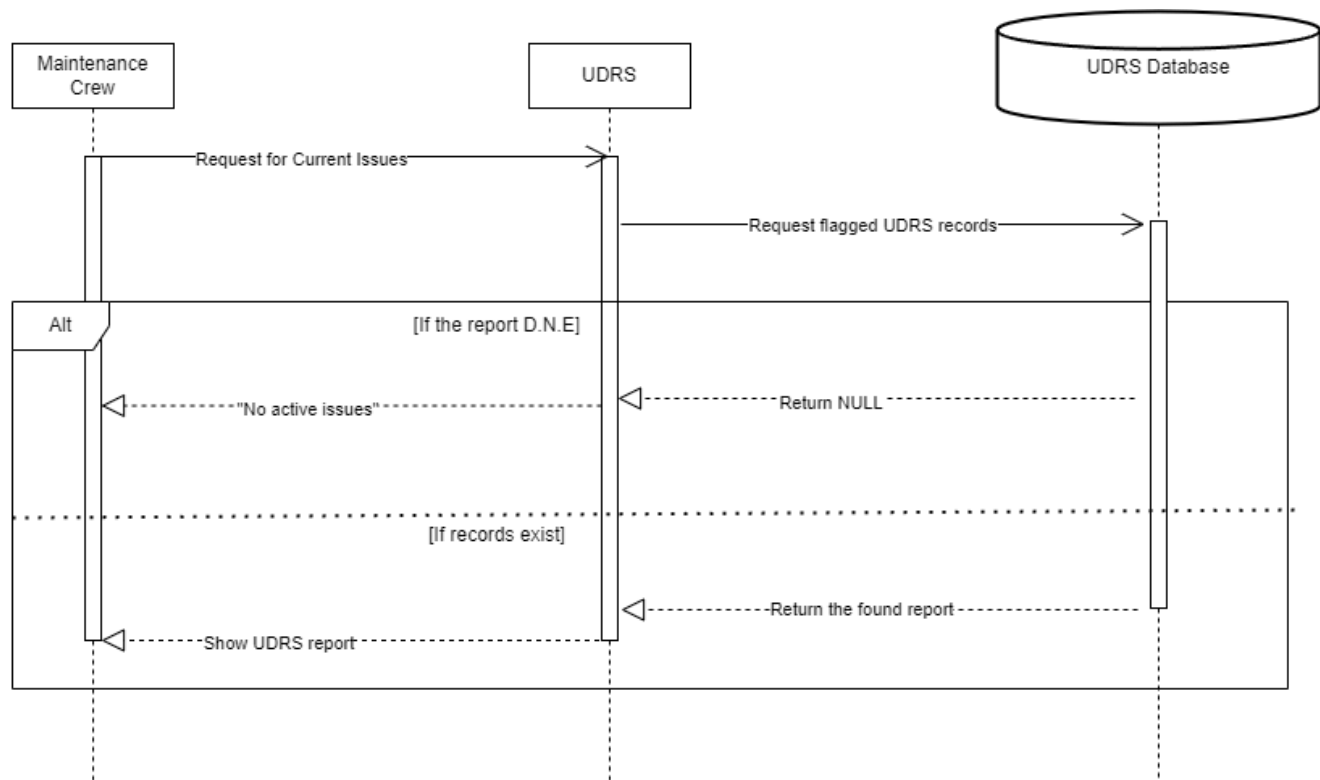 Maintenance
Crew
UDRS
UDRS Database
Request for Current Issues
Request flagged UDRS records
Alt
[If the report D.N.E]
Return NULL
"No active issues"
[If records exist]
Return the found report
Show UDRS report